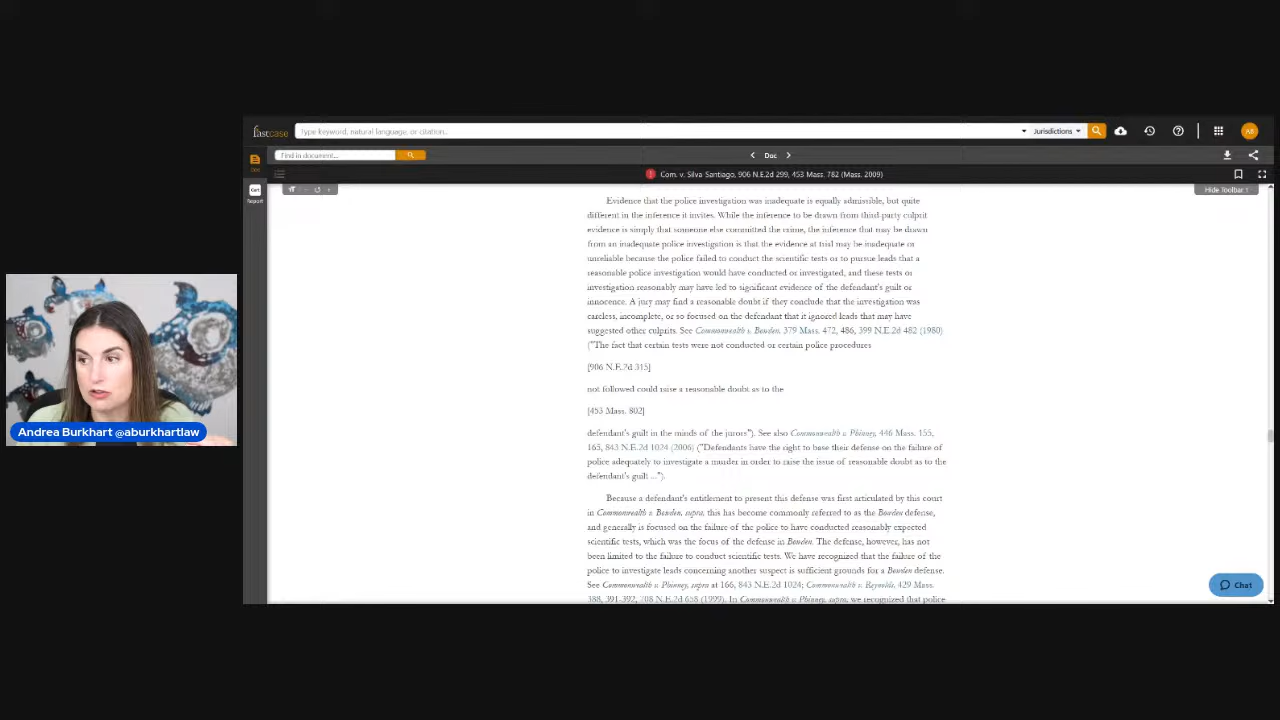 fastcase
Type keyword, natural language, or citation...
Jurisdictions
AB
Find in document...
Doc
Doc
Com. v. Silva Santiago, 906 N.E.2d 299, 453 Mass. 782 (Mass. 2009)
Cert
Report
Hide Toolbar ↑
Evidence that the police investigation was inadequate is equally admissible, but quite
different in the inference it invites. While the inference to be drawn from third-party culprit
evidence is simply that someone else committed the crime, the inference that may be drawn
from an inadequate police investigation is that the evidence at trial may be inadequate or
unreliable because the police failed to conduct the scientific tests or to pursue leads that a
reasonable police investigation would have conducted or investigated, and these tests or
investigation reasonably may have led to significant evidence of the defendant's guilt or
innocence. A jury may find a reasonable doubt if they conclude that the investigation was
careless, incomplete, or so focused on the defendant that it ignored leads that may have
suggested other culprits. See Commonwealth v. Bowden, 379 Mass. 472, 486, 399 N.E.2d 482 (1980)
("The fact that certain tests were not conducted or certain police procedures
[906 N.E.2d 315]
not followed could raise a reasonable doubt as to the
[453 Mass. 802]
defendant's guilt in the minds of the jurors"). See also Commonwealth v. Phinney, 446 Mass. 155,
165, 843 N.E.2d 1024 (2006) ("Defendants have the right to base their defense on the failure of
police adequately to investigate a murder in order to raise the issue of reasonable doubt as to the
defendant's guilt ...").
Because a defendant's entitlement to present this defense was first articulated by this court
in Commonwealth v. Bowden, supra, this has become commonly referred to as the Bowden defense,
and generally is focused on the failure of the police to have conducted reasonably expected
scientific tests, which was the focus of the defense in Bowden. The defense, however, has not
been limited to the failure to conduct scientific tests. We have recognized that the failure of the
police to investigate leads concerning another suspect is sufficient grounds for a Bowden defense.
See Commonwealth v. Phinney, supra at 166, 843 N.E.2d 1024; Commonwealth v. Reynolds, 429 Mass.
388, 391-392, 708 N.E.2d 658 (1999). In Commonwealth v. Phinney, supra, we recognized that police
Chat
Andrea Burkhart @aburkhartlaw